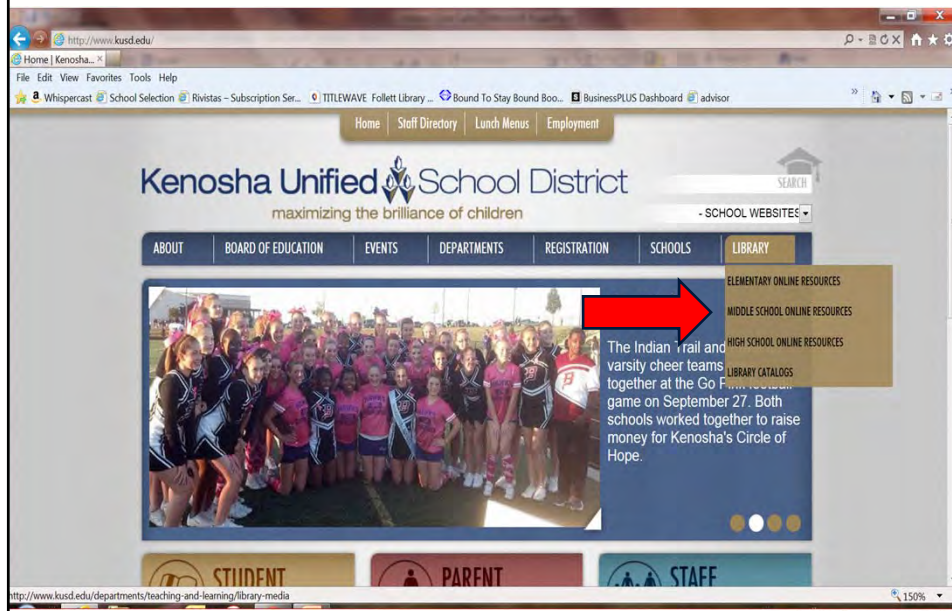 http://www.kusd.edu/
Home | Kenosha...
File Edit View Favorites Tools Help
Whispercast School Selection Rivistas – Subscription Ser... TITLEWAVE Follett Library ... Bound To Stay Bound Boo... BusinessPLUS Dashboard advisor
Home Staff Directory Lunch Menus Employment
Kenosha Unified School District
maximizing the brilliance of children
SEARCH
- SCHOOL WEBSITES
ABOUT BOARD OF EDUCATION EVENTS DEPARTMENTS REGISTRATION SCHOOLS LIBRARY
ELEMENTARY ONLINE RESOURCES
MIDDLE SCHOOL ONLINE RESOURCES
HIGH SCHOOL ONLINE RESOURCES
LIBRARY CATALOGS
The Indian Trail and
varsity cheer teams
together at the Go
game on September 27. Both
schools worked together to raise
money for Kenosha's Circle of
Hope.
STUDENT PARENT STAFF
http://www.kusd.edu/departments/teaching-and-learning/library-media
150%